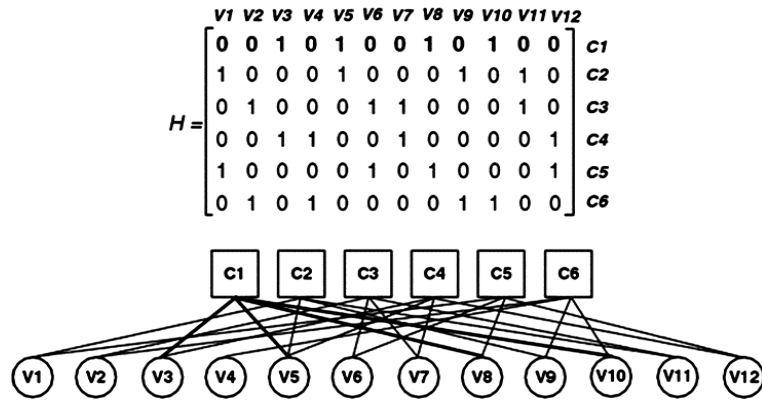 V1 V2 V3 V4 V5 V6 V7 V8 V9 V10 V11 V12
0 0 1 0 1 0 0 1 0 1 0 0 C1
1 0 0 0 1 0 0 0 1 0 1 0 C2
0 1 0 0 0 1 1 0 0 0 1 0 C3
H = 0 0 1 1 0 0 1 0 0 0 0 1 C4
1 0 0 0 0 1 0 1 0 0 0 1 C5
0 1 0 1 0 0 0 0 1 1 0 0 C6
C1 C2 C3 C4 C5 C6
V1 V2 V3 V4 V5 V6 V7 V8 V9 V10 V11 V12